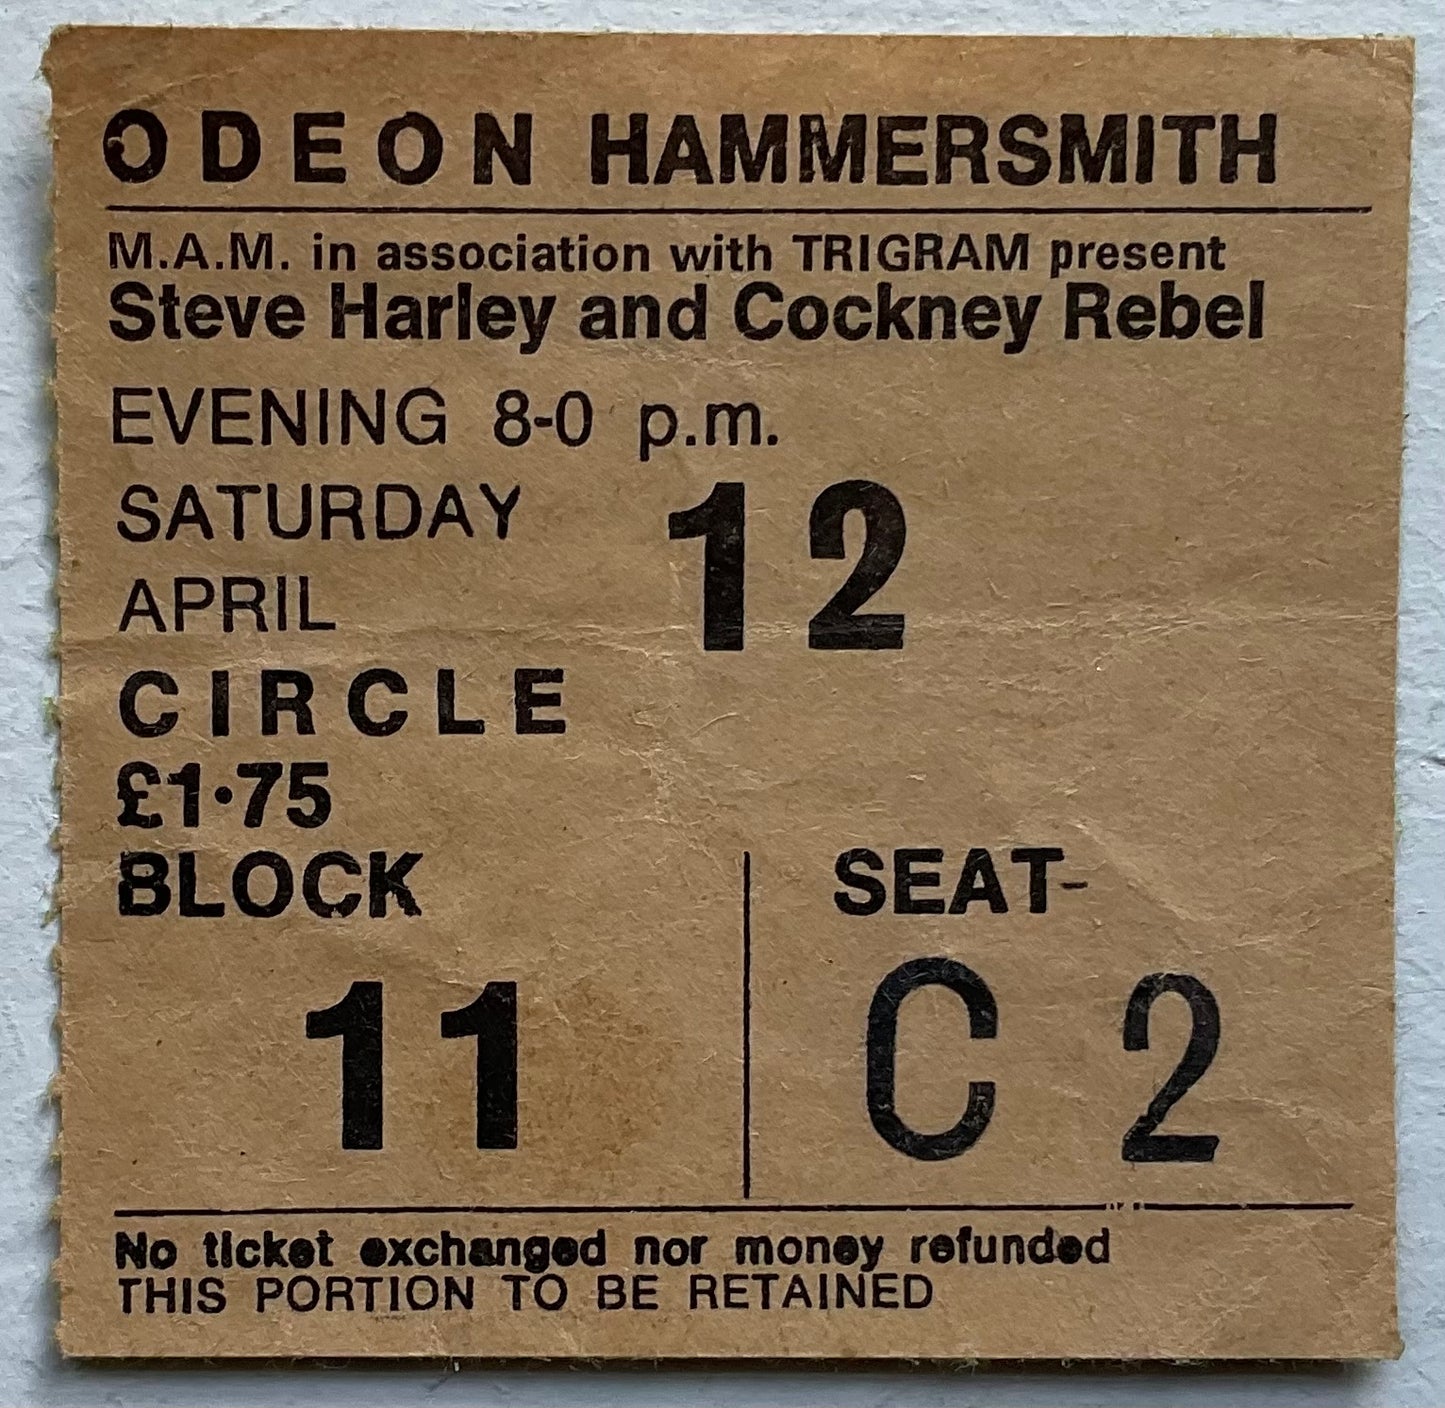 ODEON HAMMERSMITH
M.A.M. in association with TRIGRAM present
Steve Harley and Cockney Rebel
EVENING 8-0 p.m.
SATURDAY 12
APRIL
CIRCLE
£1·75
BLOCK SEAT-
11 C 2
No ticket exchanged nor money refunded
THIS PORTION TO BE RETAINED